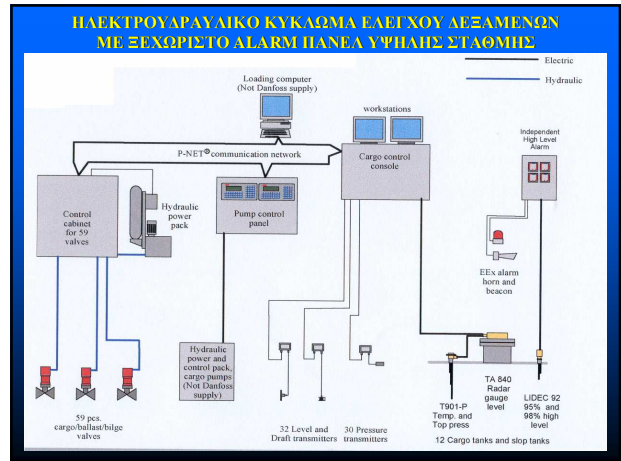 ΗΛΕΚΤΡΟΥΔΡΑΥΛΙΚΟ ΚΥΚΛΩΜΑ ΕΛΕΓΧΟΥ ΔΕΞΑΜΕΝΩΝ
ΜΕ ΞΕΧΩΡΙΣΤΟ ALARM ΠΑΝΕΛ ΥΨΗΛΗΣ ΣΤΑΘΜΗΣ
Electric
Hydraulic
Loading computer
(Not Danfoss supply)
workstations
Independent
High Level
Alarm
P-NET® communication network
Cargo control
console
Control
cabinet
for 59
valves
Hydraulic
power
pack
Pump control
panel
EEx alarm
horn and
beacon
Hydraulic
power and
control pack,
cargo pumps
(Not Danfoss
supply)
59 pcs.
cargo/ballast/bilge
valves
32 Level and
Draft transmitters
30 Pressure
transmitters
T901-P
Temp. and
Top press
TA 840
Radar
gauge
level
LIDEC 92
95% and
98% high
level
12 Cargo tanks and slop tanks